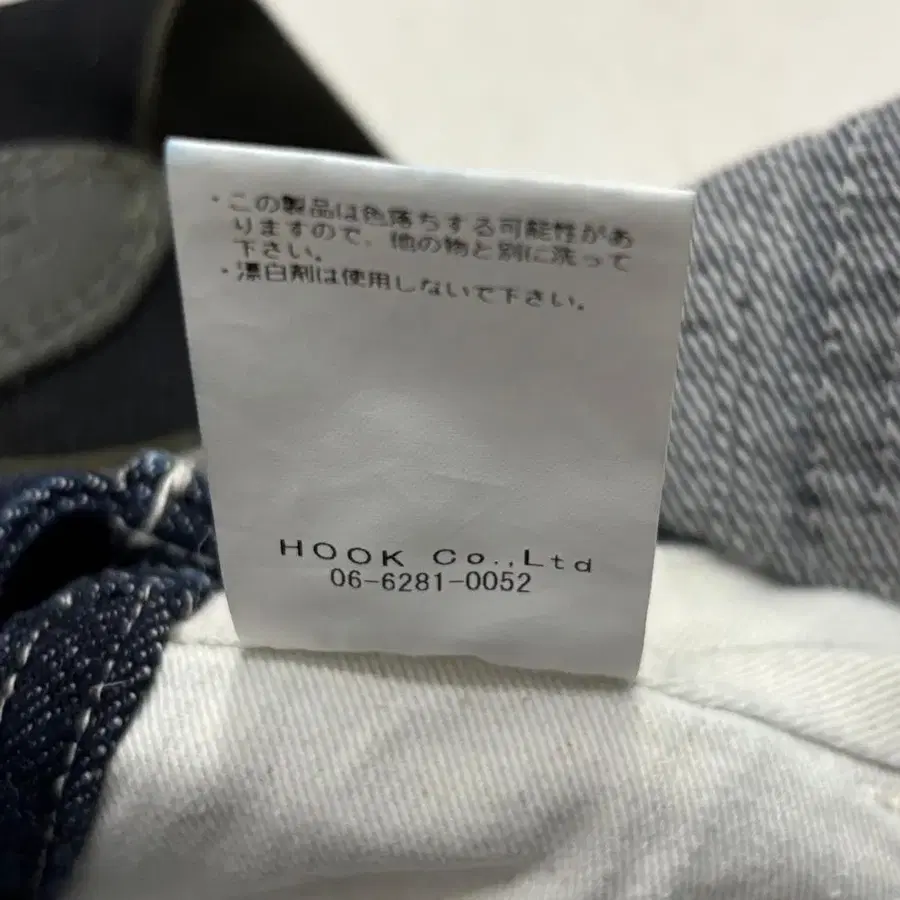 ・この製品は色落ちする可能性があ
りますので、他の物と別に洗って
下さい。
・漂白剤は使用しないで下さい。
HOOK Co.,Ltd
06-6281-0052